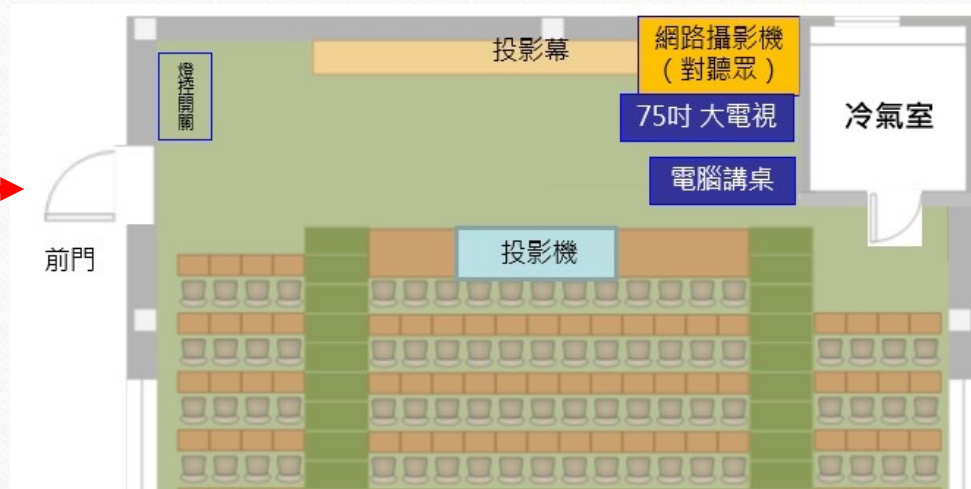 投影幕
網路攝影機
（對聽眾）
燈控開關
75吋 大電視
冷氣室
電腦講桌
前門
投影機